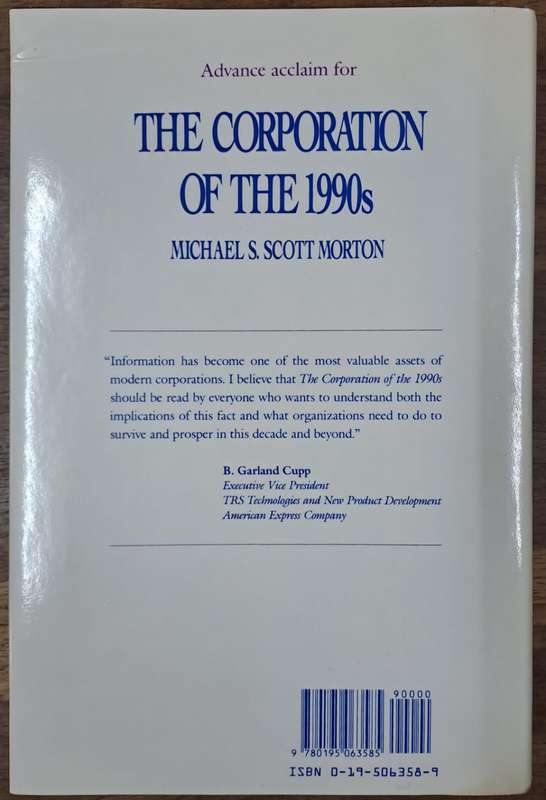 Advance acclaim for
THE CORPORATION
OF THE 1990s
MICHAEL S. SCOTT MORTON
“Information has become one of the most valuable assets of
modern corporations. I believe that The Corporation of the 1990s
should be read by everyone who wants to understand both the
implications of this fact and what organizations need to do to
survive and prosper in this decade and beyond.”
B. Garland Cupp
Executive Vice President
TRS Technologies and New Product Development
American Express Company
90000
9 780195 063585
ISBN 0-19-506358-9